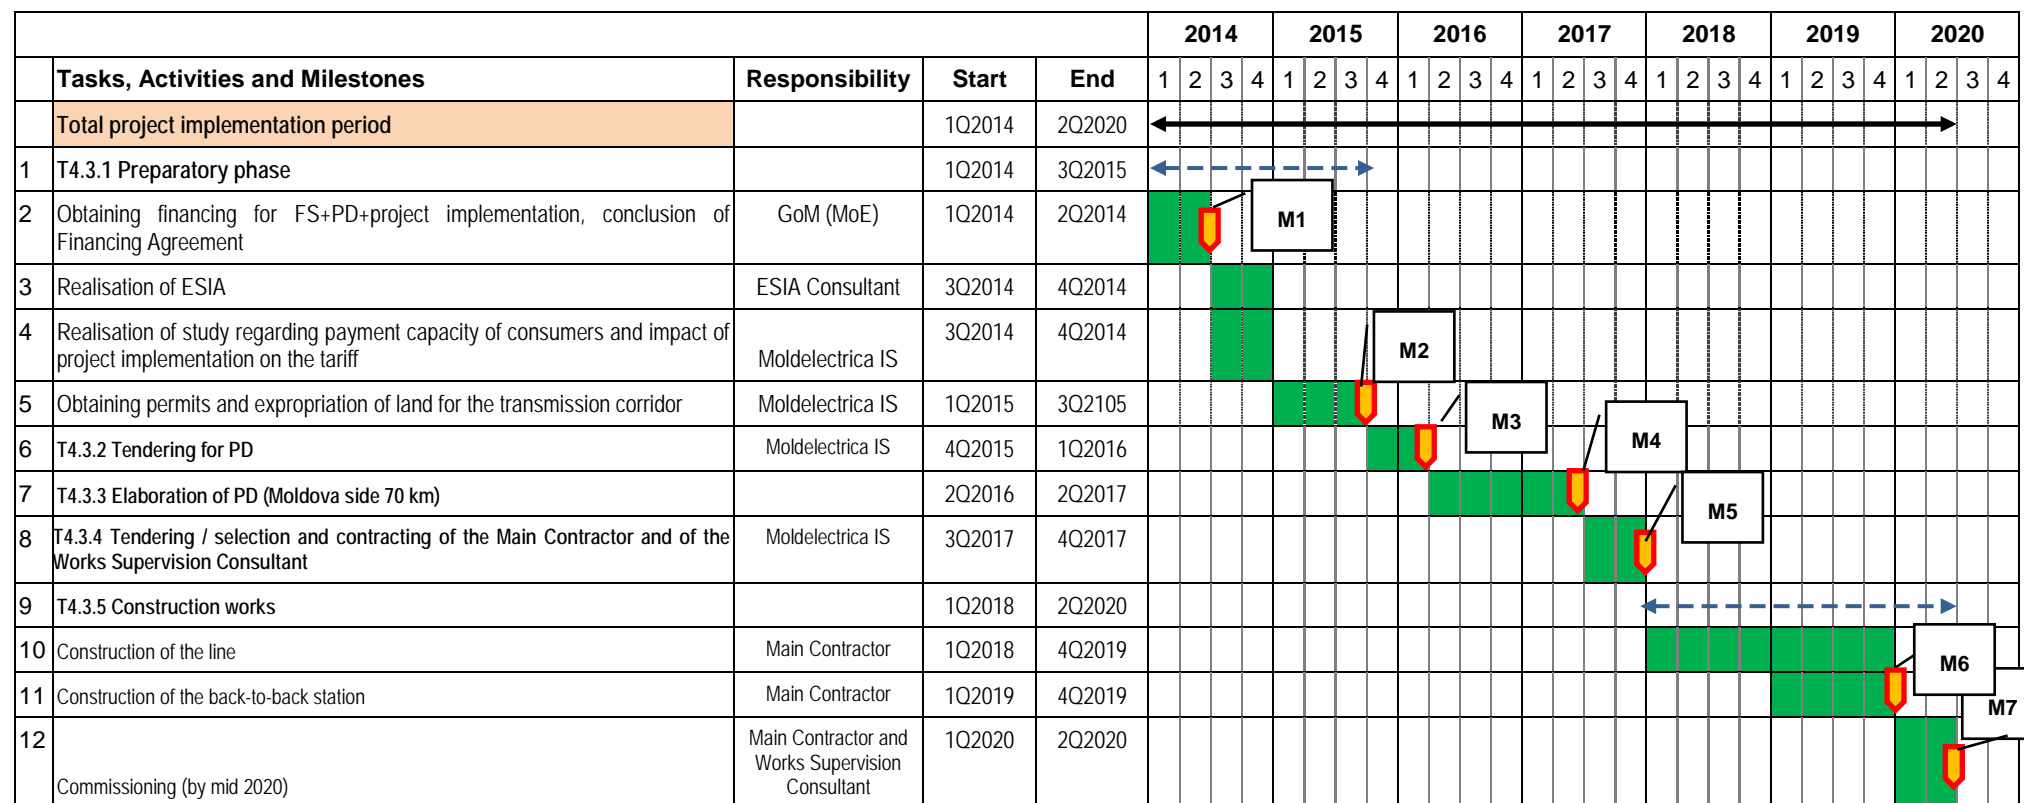 2014 2015 2016 2017 2018 2019 2020
Tasks, Activities and Milestones Responsibility Start End 1 2 3 4 1 2 3 4 1 2 3 4 1 2 3 4 1 2 3 4 1 2 3 4 1 2 3 4
Total project implementation period 1Q2014 2Q2020
1 T4.3.1 Preparatory phase 1Q2014 3Q2015
2 Obtaining financing for FS+PD+project implementation, conclusion of GoM (MoE) 1Q2014 2Q2014 M1
Financing Agreement
3 Realisation of ESIA ESIA Consultant 3Q2014 4Q2014
4 Realisation of study regarding payment capacity of consumers and impact of 3Q2014 4Q2014
project implementation on the tariff Moldelectrica IS M2
5 Obtaining permits and expropriation of land for the transmission corridor Moldelectrica IS 1Q2015 3Q2105 M3
6 T4.3.2 Tendering for PD Moldelectrica IS 4Q2015 1Q2016 M4
7 T4.3.3 Elaboration of PD (Moldova side 70 km) 2Q2016 2Q2017
M5
8 T4.3.4 Tendering / selection and contracting of the Main Contractor and of the Moldelectrica IS 3Q2017 4Q2017
Works Supervision Consultant
9 T4.3.5 Construction works 1Q2018 2Q2020
10 Construction of the line Main Contractor 1Q2018 4Q2019 M6
11 Construction of the back-to-back station Main Contractor 1Q2019 4Q2019 M7
12 Main Contractor and 1Q2020 2Q2020
Works Supervision
Commissioning (by mid 2020) Consultant